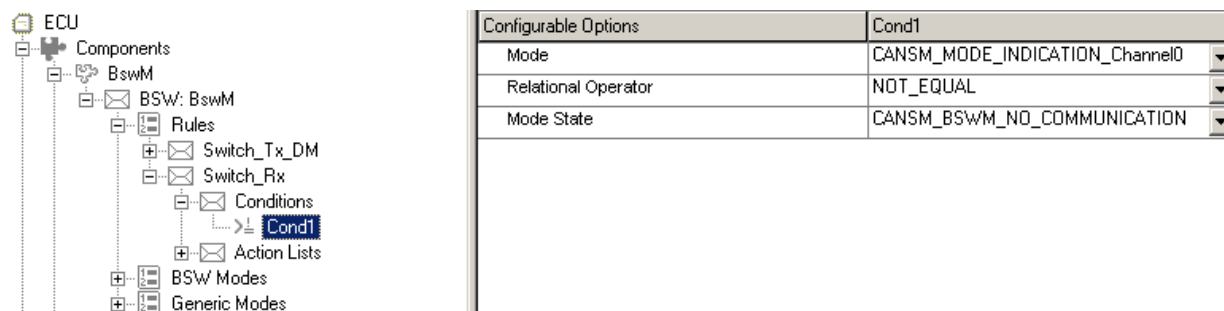 ECU
Components
BswM
BSW: BswM
Rules
Switch_Tx_DM
Switch_Rx
Conditions
Cond1
Action Lists
BSW Modes
Generic Modes
Configurable Options Cond1
Mode CANSM_MODE_INDICATION_Channel0
Relational Operator NOT_EQUAL
Mode State CANSM_BSWM_NO_COMMUNICATION